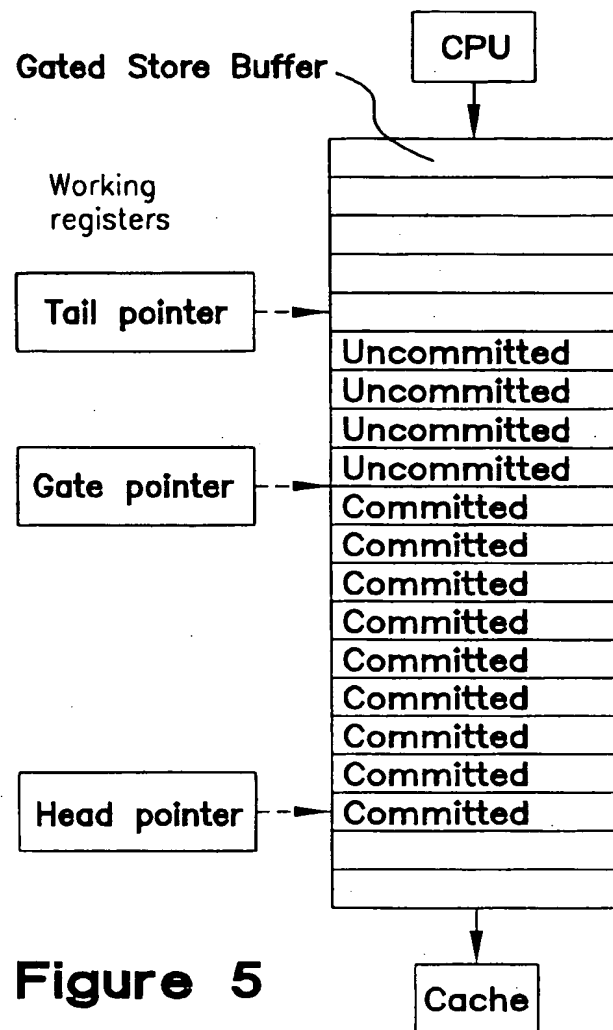 CPU
Gated Store Buffer
Working
registers
Tail pointer
Uncommitted
Uncommitted
Uncommitted
Uncommitted
Gate pointer
Committed
Committed
Committed
Committed
Committed
Committed
Committed
Committed
Head pointer
Committed
Figure 5
Cache